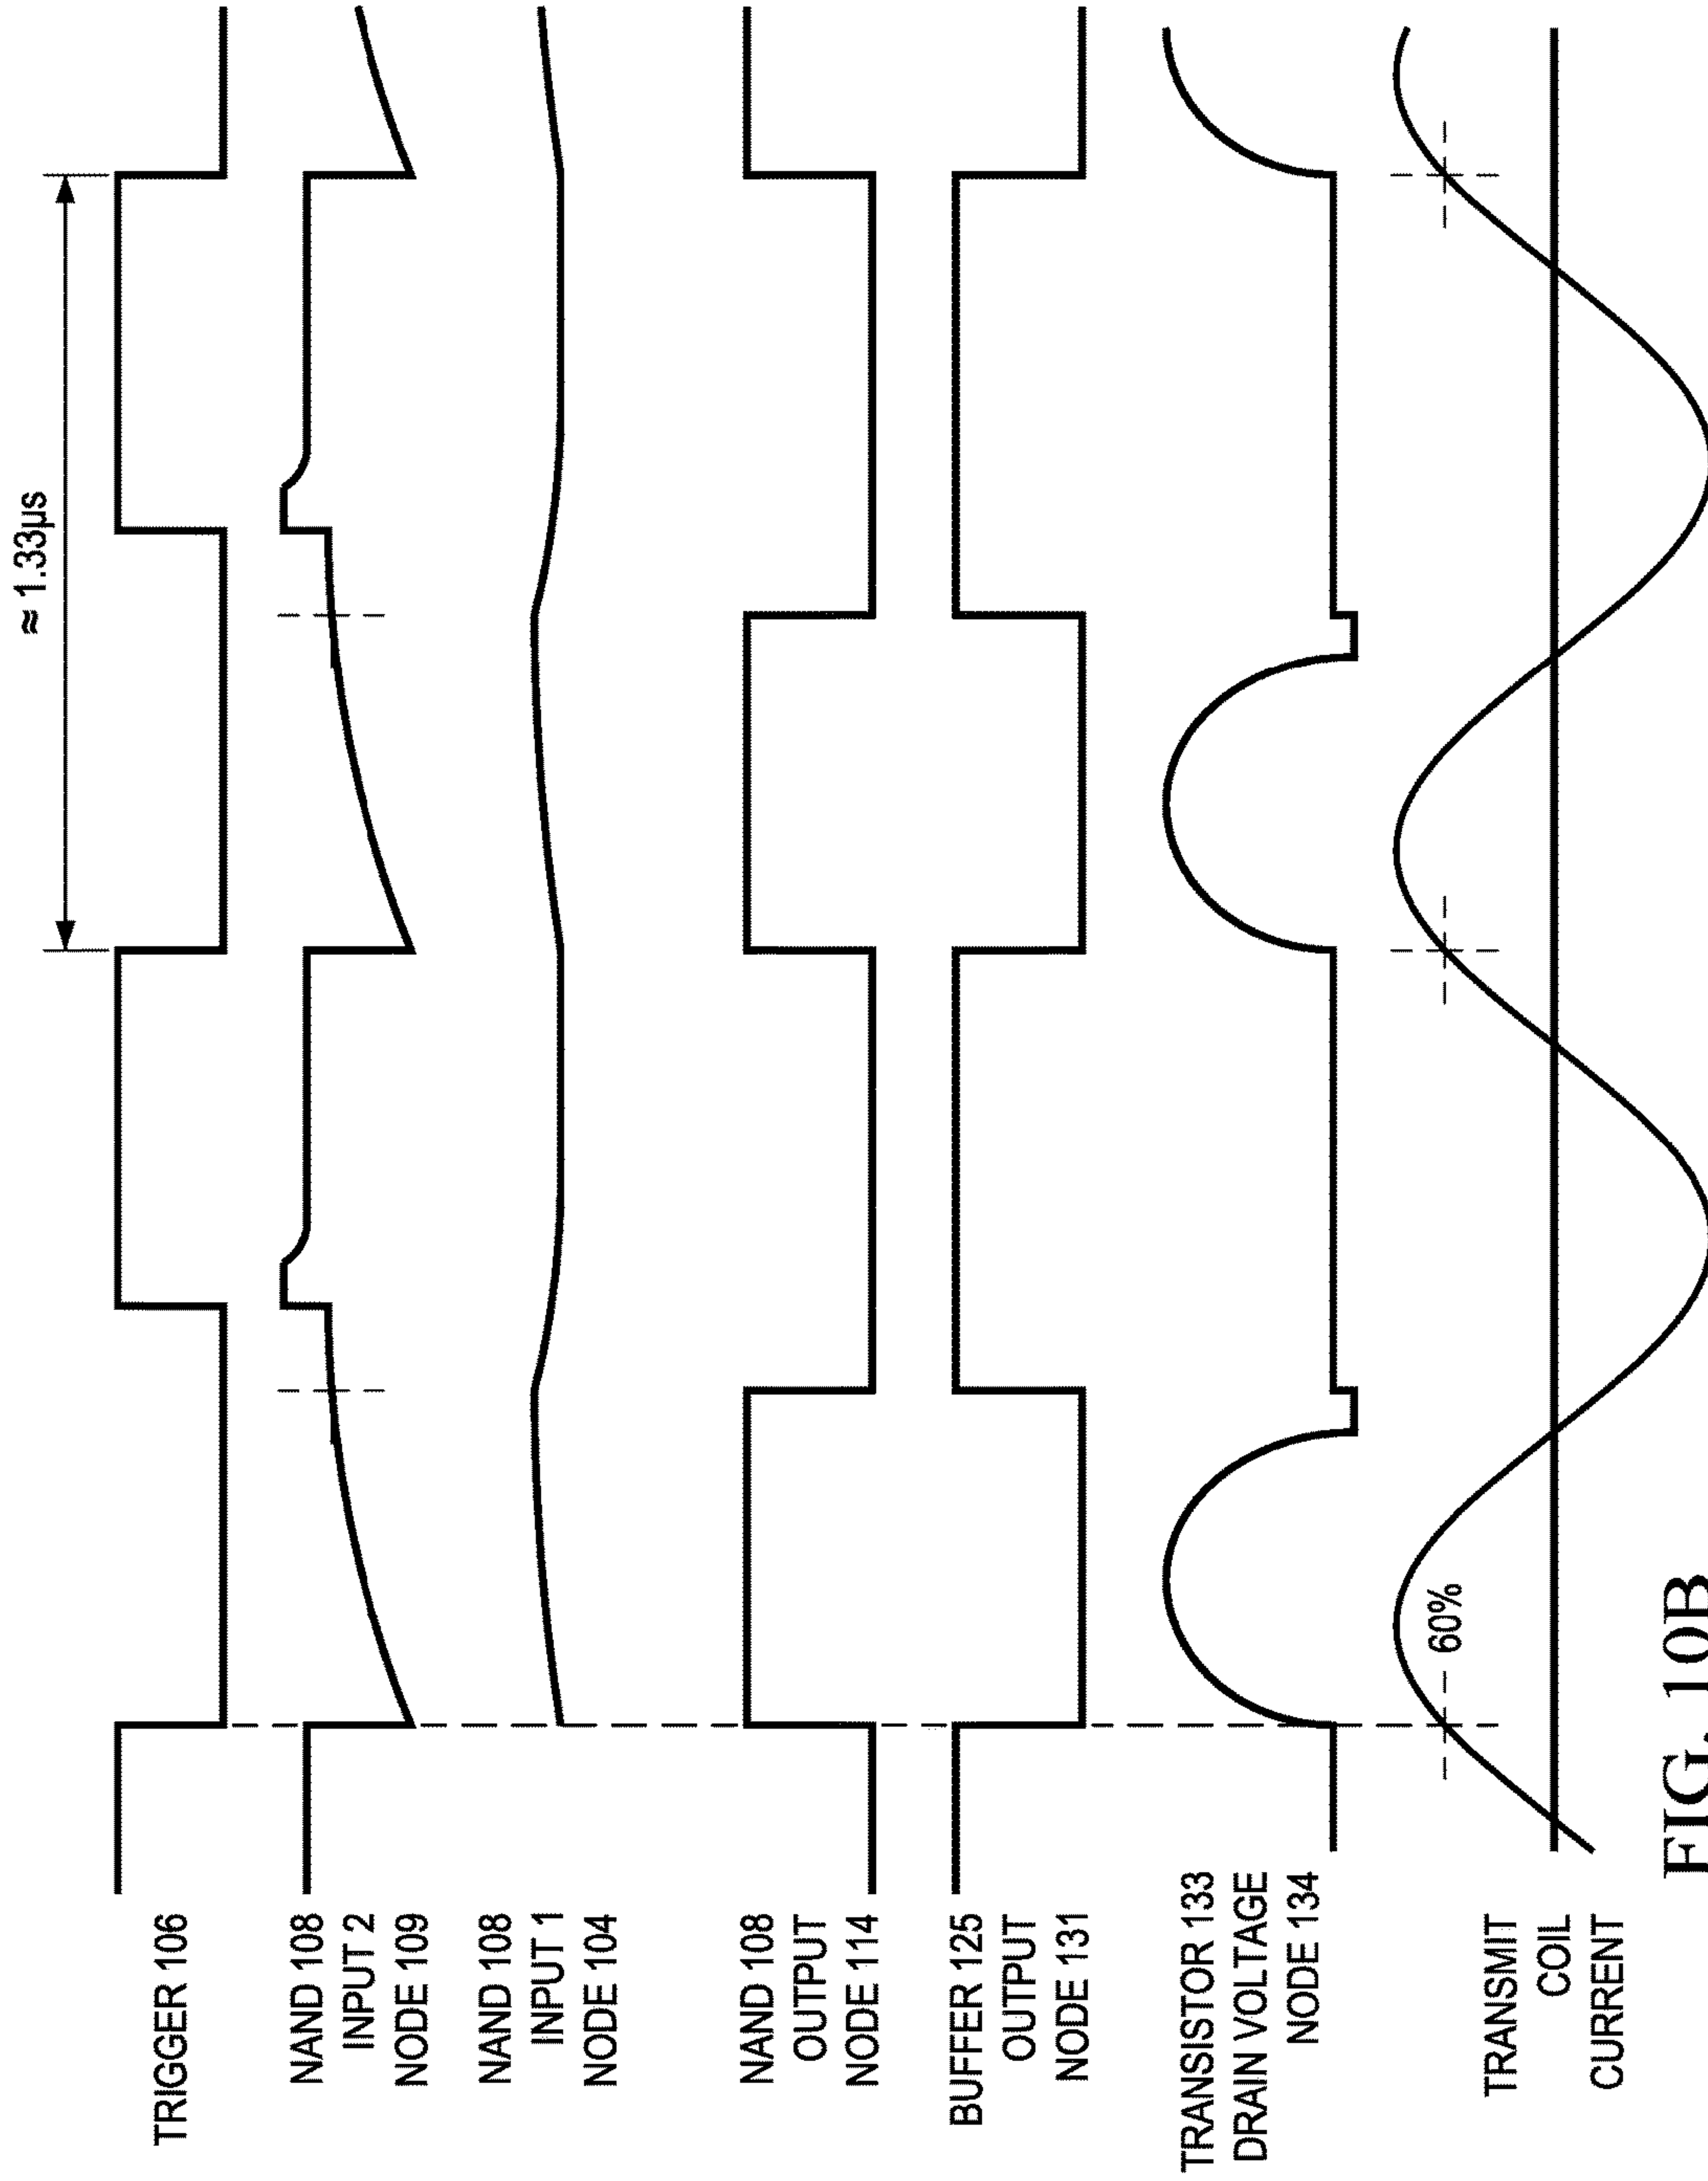 ≈ 1.33µs
TRIGGER 106
NAND 108
INPUT 2
NODE 109
NAND 108
INPUT 1
NODE 104
NAND 108
OUTPUT
NODE 114
BUFFER 125
OUTPUT
NODE 131
TRANSISTOR 133
DRAIN VOLTAGE
NODE 134
60%
TRANSMIT
COIL
CURRENT
FIG. 10B